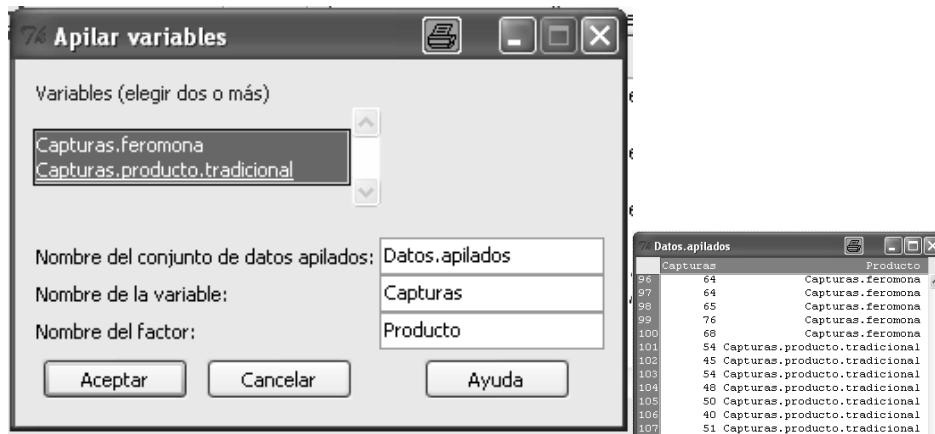 Apilar variables
Variables (elegir dos o más)
Capturas.feromona
Capturas.producto.tradicional
Nombre del conjunto de datos apilados: Datos.apilados
Nombre de la variable: Capturas
Nombre del factor: Producto
Aceptar Cancelar Ayuda
Datos.apilados
Capturas Producto
96 64 Capturas.feromona
97 64 Capturas.feromona
98 65 Capturas.feromona
99 76 Capturas.feromona
100 68 Capturas.feromona
101 54 Capturas.producto.tradicional
102 45 Capturas.producto.tradicional
103 54 Capturas.producto.tradicional
104 48 Capturas.producto.tradicional
105 50 Capturas.producto.tradicional
106 40 Capturas.producto.tradicional
107 51 Capturas.producto.tradicional